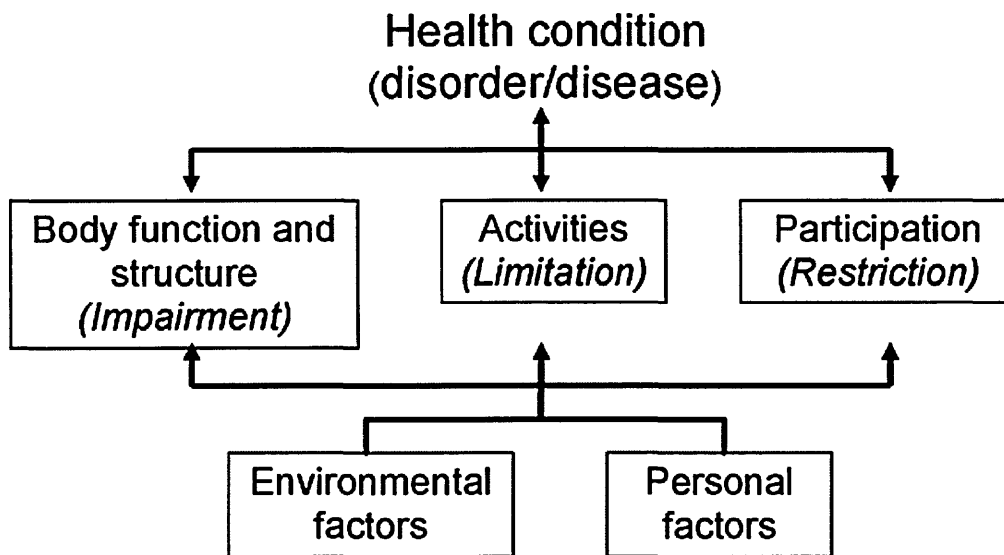 Health condition
(disorder/disease)
Body function and
structure
(Impairment)
Activities
(Limitation)
Participation
(Restriction)
Environmental
factors
Personal
factors